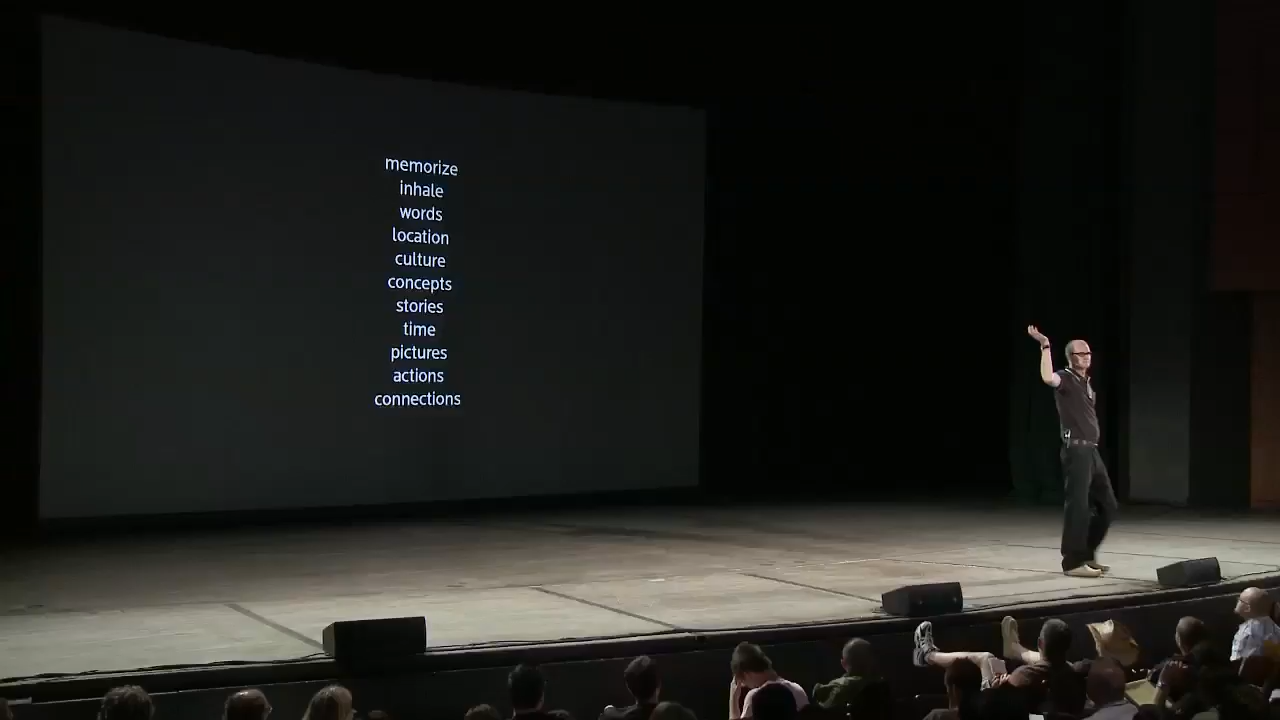 memorize
inhale
words
location
culture
concepts
stories
time
pictures
actions
connections